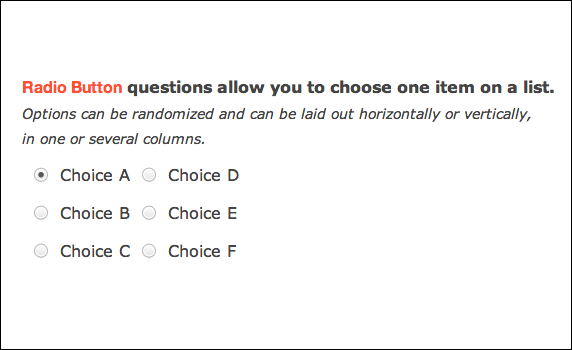 Radio Button questions allow you to choose one item on a list.
Options can be randomized and can be laid out horizontally or vertically,
in one or several columns.
Choice A Choice D
Choice B Choice E
Choice C Choice F